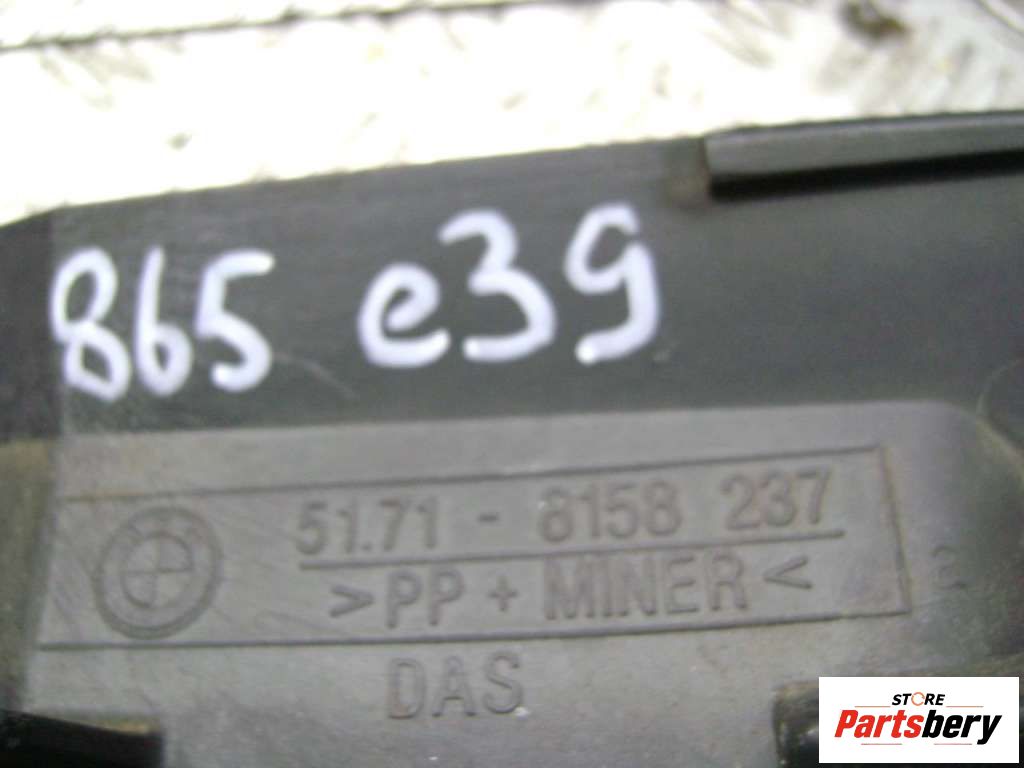 865 e39
51.71 - 8158 237
>PP + MINER<
DAS
STORE
Partsbery